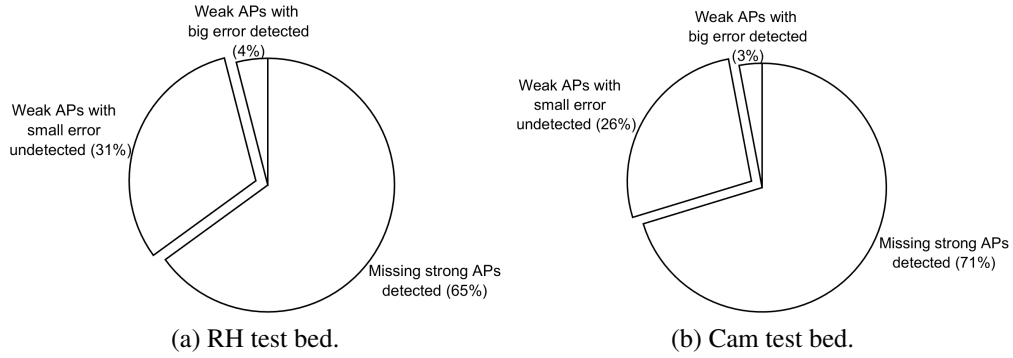 Weak APs with
big error detected
(4%)
Weak APs with
small error
undetected (31%)
Missing strong APs
detected (65%)
(a) RH test bed.
Weak APs with
big error detected
(3%)
Weak APs with
small error
undetected (26%)
Missing strong APs
detected (71%)
(b) Cam test bed.